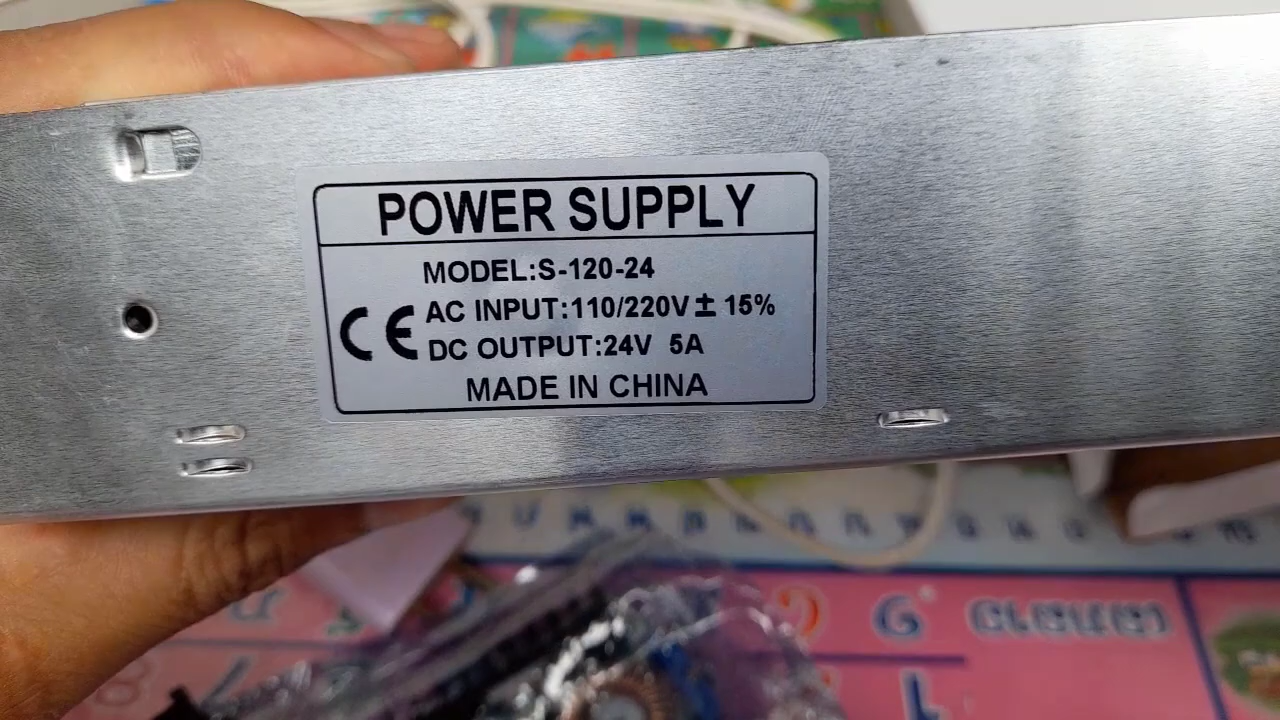 POWER SUPPLY
MODEL:S-120-24
AC INPUT:110/220V ± 15%
CE
DC OUTPUT:24V 5A
MADE IN CHINA